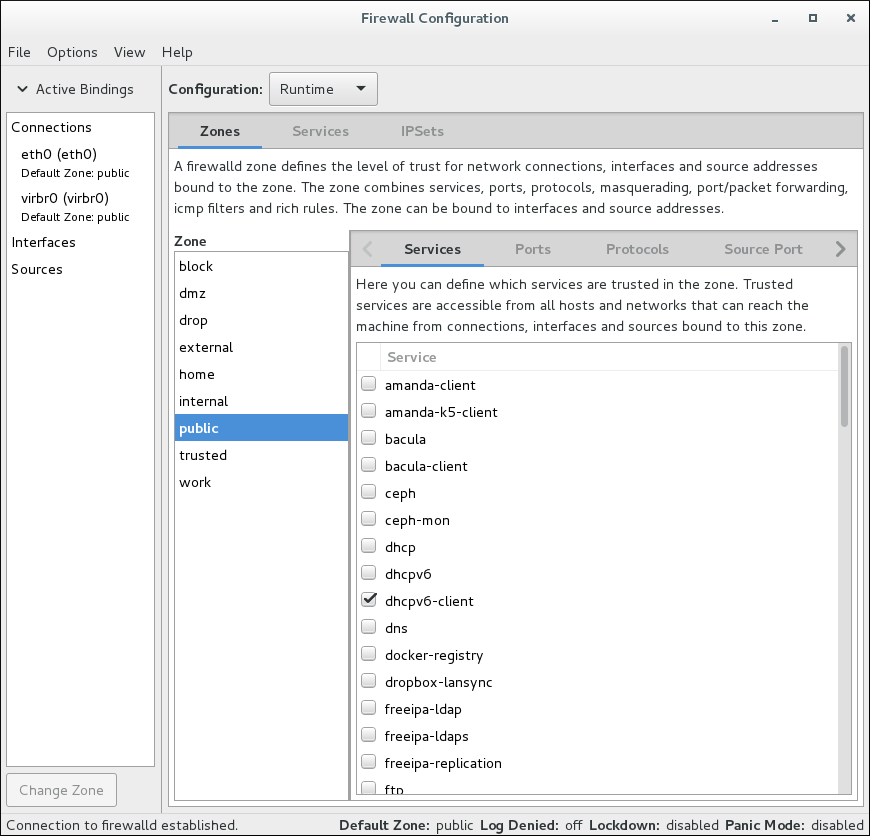 Firewall Configuration
File Options View Help
Active Bindings
Configuration: Runtime
Connections
eth0 (eth0)
Default Zone: public
virbr0 (virbr0)
Default Zone: public
Interfaces
Sources
Change Zone
Zones Services IPSets
A firewalld zone defines the level of trust for network connections, interfaces and source addresses
bound to the zone. The zone combines services, ports, protocols, masquerading, port/packet forwarding,
icmp filters and rich rules. The zone can be bound to interfaces and source addresses.
Zone
block
dmz
drop
external
home
internal
public
trusted
work
Services Ports Protocols Source Port
Here you can define which services are trusted in the zone. Trusted
services are accessible from all hosts and networks that can reach the
machine from connections, interfaces and sources bound to this zone.
Service
amanda-client
amanda-k5-client
bacula
bacula-client
ceph
ceph-mon
dhcp
dhcpv6
dhcpv6-client
dns
docker-registry
dropbox-lansync
freeipa-ldap
freeipa-ldaps
freeipa-replication
ftp
Connection to firewalld established.
Default Zone: public Log Denied: off Lockdown: disabled Panic Mode: disabled